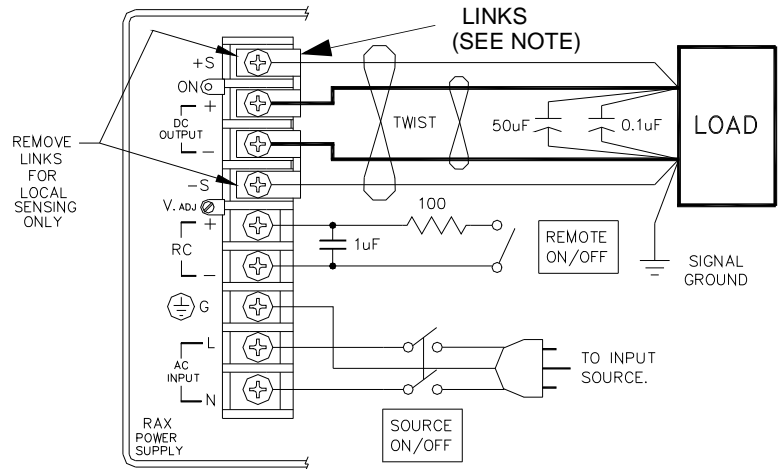 LINKS
(SEE NOTE)
+S
ON
+
DC
OUTPUT
−
-S
V. ADJ
+
RC
−
G
L
AC
INPUT
N
REMOVE
LINKS
FOR
LOCAL
SENSING
ONLY
RAX
POWER
SUPPLY
TWIST
50uF
0.1uF
LOAD
100
1uF
REMOTE
ON/OFF
SIGNAL
GROUND
TO INPUT
SOURCE.
SOURCE
ON/OFF